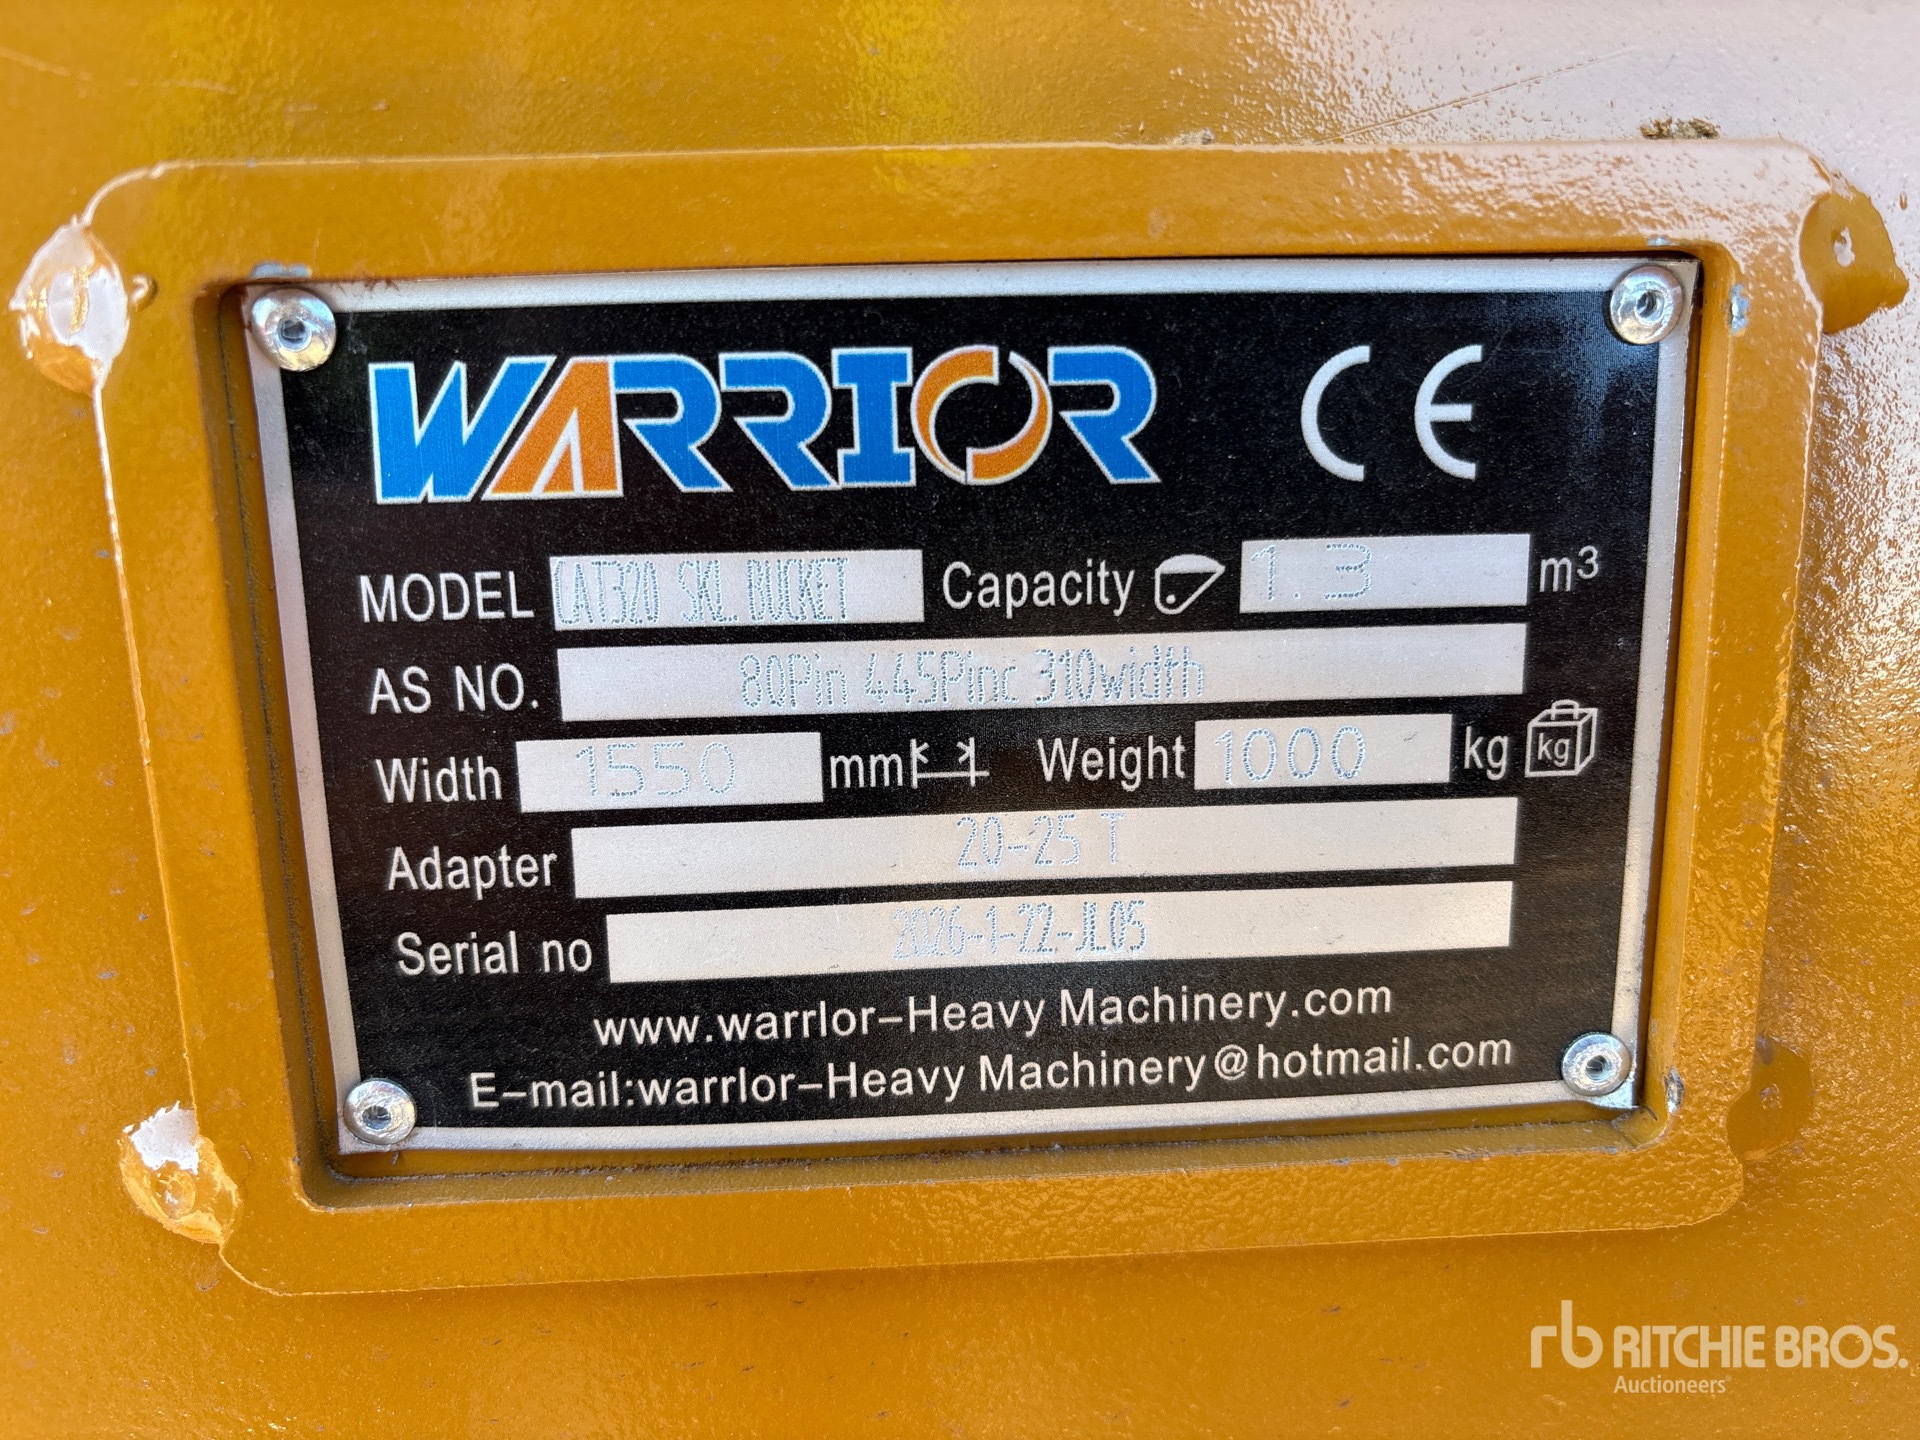 WARRIOR CE
MODEL CAT320 SKL. BUCKET Capacity 1.3 m³
AS NO. 80Pin 445Pinc 310width
Width 1550 mm Weight 1000 kg kg
Adapter 20-25 T
Serial no 2026-1-22-JL05
www.warrlor-Heavy Machinery.com
E-mail:warrlor-Heavy Machinery@hotmail.com
rb RITCHIE BROS.
Auctioneers